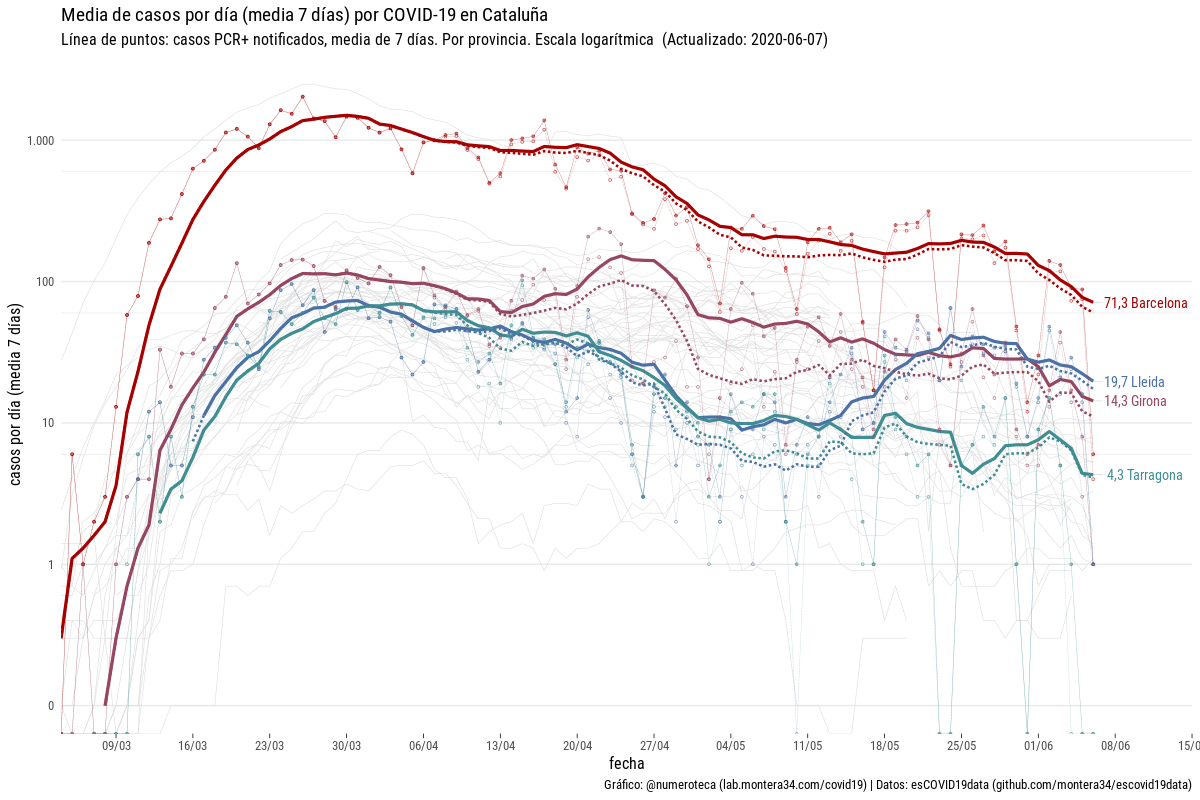 Media de casos por día (media 7 días) por COVID-19 en Cataluña
Línea de puntos: casos PCR+ notificados, media de 7 días. Por provincia. Escala logarítmica (Actualizado: 2020-06-07)
casos por día (media 7 días)
1.000
100
10
1
0
71,3 Barcelona
19,7 Lleida
14,3 Girona
4,3 Tarragona
09/03 16/03 23/03 30/03 06/04 13/04 20/04 27/04 04/05 11/05 18/05 25/05 01/06 08/06 15/0
fecha
Gráfico: @numeroteca (lab.montera34.com/covid19) | Datos: esCOVID19data (github.com/montera34/escovid19data)